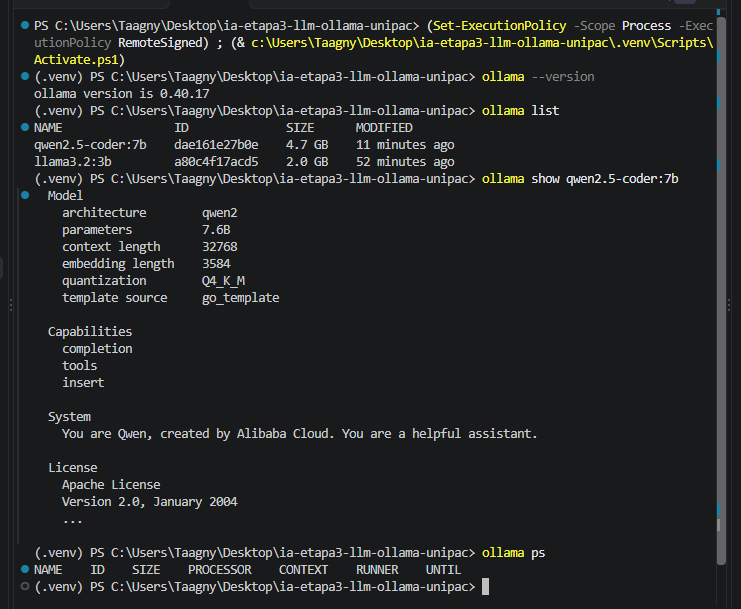 PS C:\Users\Taagny\Desktop\ia-etapa3-llm-ollama-unipac> (Set-ExecutionPolicy -Scope Process -Exec
utionPolicy RemoteSigned) ; (& c:\Users\Taagny\Desktop\ia-etapa3-llm-ollama-unipac\.venv\Scripts\
Activate.ps1)
(.venv) PS C:\Users\Taagny\Desktop\ia-etapa3-llm-ollama-unipac> ollama --version
ollama version is 0.40.17
(.venv) PS C:\Users\Taagny\Desktop\ia-etapa3-llm-ollama-unipac> ollama list
NAME ID SIZE MODIFIED
qwen2.5-coder:7b dae161e27b0e 4.7 GB 11 minutes ago
llama3.2:3b a80c4f17acd5 2.0 GB 52 minutes ago
(.venv) PS C:\Users\Taagny\Desktop\ia-etapa3-llm-ollama-unipac> ollama show qwen2.5-coder:7b
Model
architecture qwen2
parameters 7.6B
context length 32768
embedding length 3584
quantization Q4_K_M
template source go_template
Capabilities
completion
tools
insert
System
You are Qwen, created by Alibaba Cloud. You are a helpful assistant.
License
Apache License
Version 2.0, January 2004
...
(.venv) PS C:\Users\Taagny\Desktop\ia-etapa3-llm-ollama-unipac> ollama ps
NAME ID SIZE PROCESSOR CONTEXT RUNNER UNTIL
(.venv) PS C:\Users\Taagny\Desktop\ia-etapa3-llm-ollama-unipac>